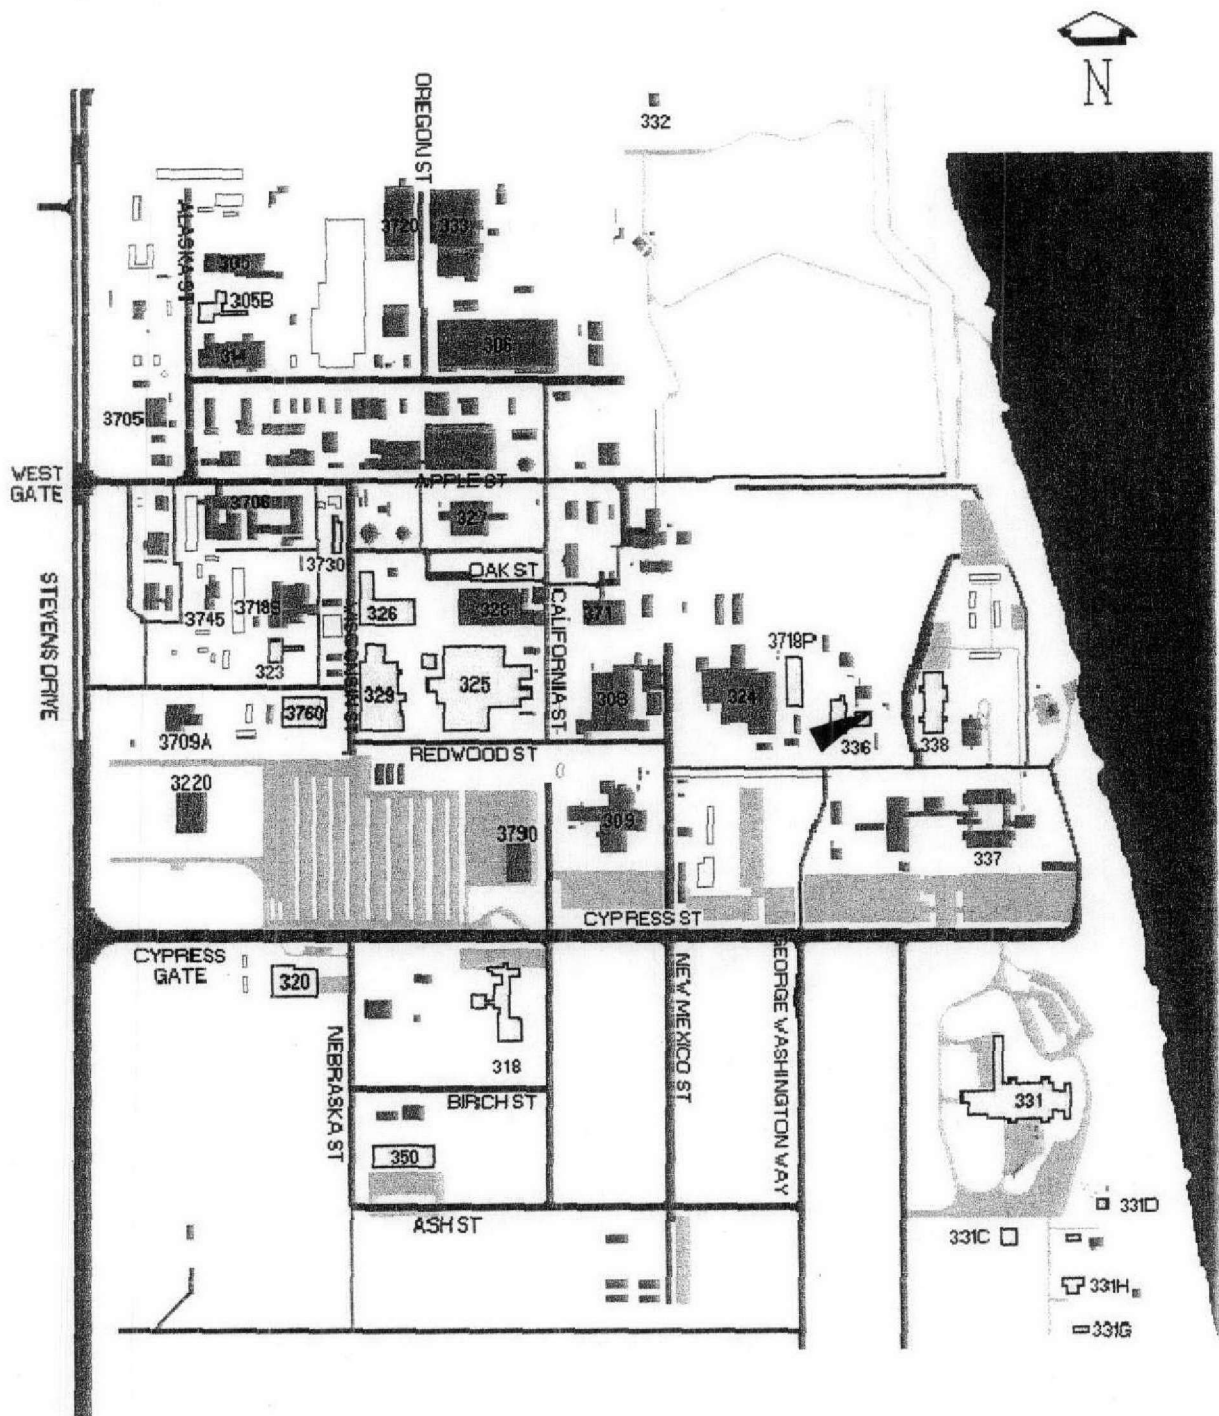 N
OREGON ST
332
ALASKA ST
3720
333
305
305B
314
306
3705
WEST
GATE
APPLE ST
3706
327
3730
OAK ST
STEVENS DRIVE
3745
3718S
326
328
CALIFORNIA ST
371
WISCONSIN ST
323
329
325
308
324
3718P
3760
3709A
336
338
REDWOOD ST
3220
3790
309
337
CYPRESS ST
CYPRESS
GATE
320
318
NEBRASKA ST
NEW MEXICO ST
GEORGE WASHINGTON WAY
BIRCH ST
331
350
ASH ST
331D
331C
331H
331G